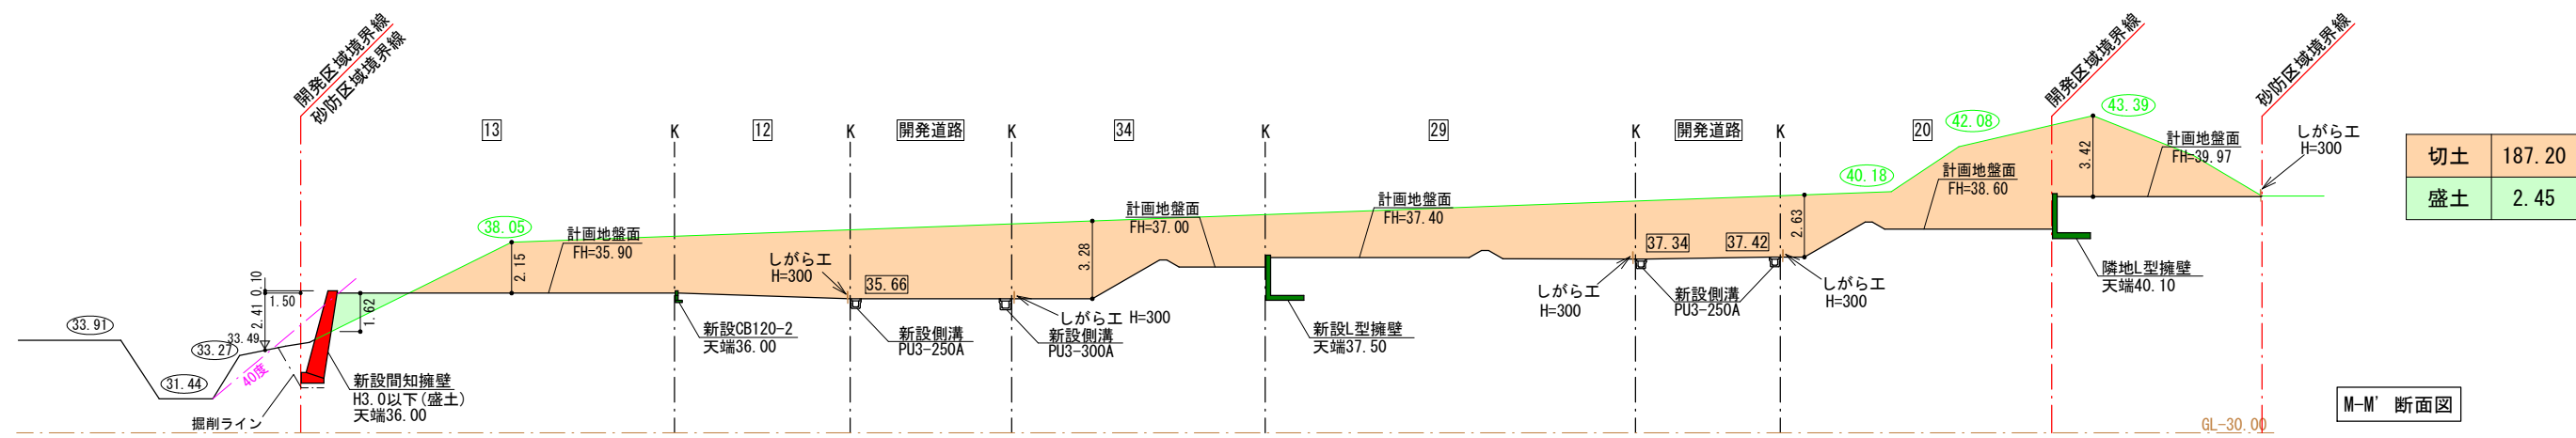 開発区域境界線
砂防区域境界線
開発区域境界線
砂防区域境界線
43.39
42.08
13
K
12
K
開発道路
K
34
K
29
K
開発道路
K
20
計画地盤面
FH=39.97
しがら工
H=300
3.42
切土 187.20
盛土 2.45
40.18
計画地盤面
FH=38.60
38.05
計画地盤面
FH=35.90
2.15
計画地盤面
FH=37.00
3.28
計画地盤面
FH=37.40
37.34
37.42
2.63
しがら工
H=300
35.66
0.10
1.50
2.41
1.62
33.91
33.49
33.27
31.44
40度
掘削ライン
新設間知擁壁
H3.0以下(盛土)
天端36.00
新設CB120-2
天端36.00
新設側溝
PU3-250A
しがら工 H=300
新設側溝
PU3-300A
新設L型擁壁
天端37.50
しがら工
H=300
新設側溝
PU3-250A
しがら工
H=300
隣地L型擁壁
天端40.10
M-M' 断面図
GL-30.00